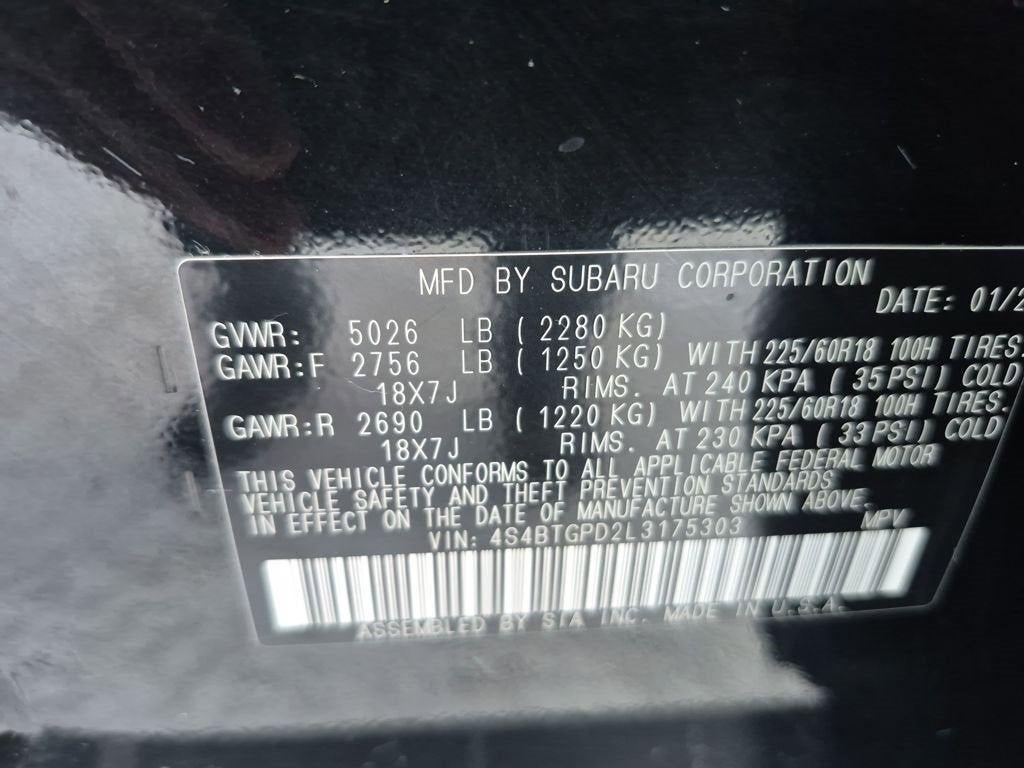 MFD BY SUBARU CORPORATION
DATE: 01/2
GVWR: 5026 LB ( 2280 KG)
GAWR:F 2756 LB ( 1250 KG) WITH 225/60R18 100H TIRES.
18X7J RIMS. AT 240 KPA ( 35 PSI) COLD
GAWR:R 2690 LB ( 1220 KG) WITH 225/60R18 100H TIRES.
18X7J RIMS. AT 230 KPA ( 33 PSI) COLD
THIS VEHICLE CONFORMS TO ALL APPLICABLE FEDERAL MOTOR
VEHICLE SAFETY AND THEFT PREVENTION STANDARDS
IN EFFECT ON THE DATE OF MANUFACTURE SHOWN ABOVE.
VIN: 4S4BTGPD2L3175303 MPV
ASSEMBLED BY SIA INC. MADE IN U.S.A.